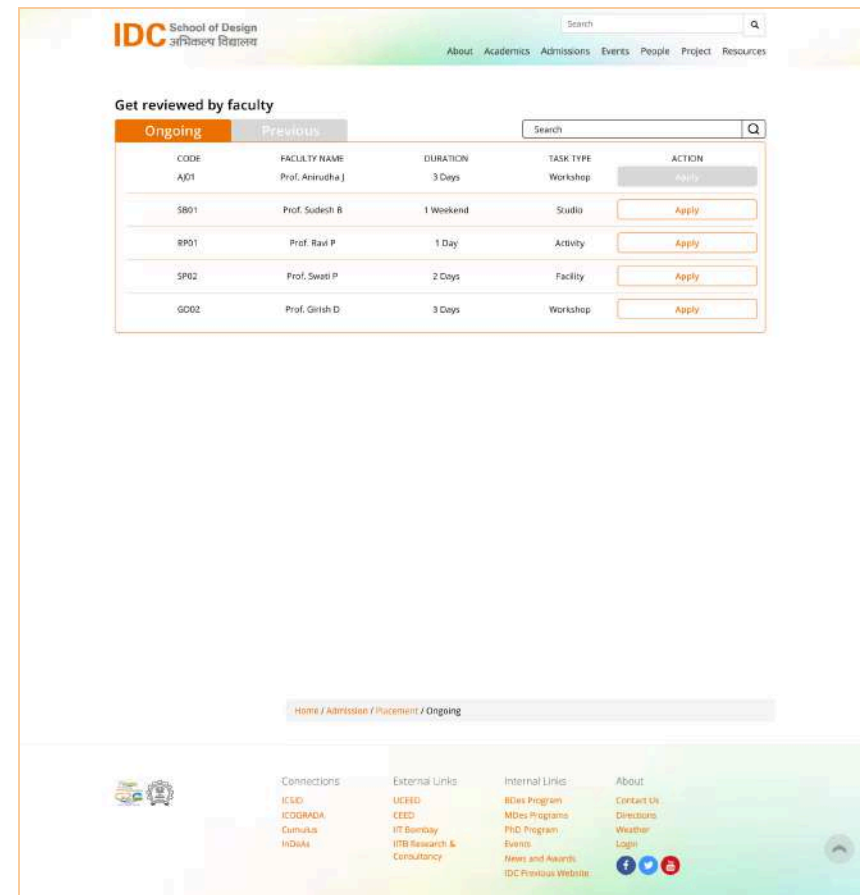 IDC School of Design
अभिकल्प विद्यालय
Search
About Academics Admissions Events People Project Resources
Get reviewed by faculty
Ongoing Previous
Search
CODE FACULTY NAME DURATION TASK TYPE ACTION
AJ01 Prof. Anirudha J 3 Days Workshop Apply
SB01 Prof. Sudesh B 1 Weekend Studio Apply
RP01 Prof. Ravi P 1 Day Activity Apply
SP02 Prof. Swati P 2 Days Facility Apply
GD02 Prof. Girish D 3 Days Workshop Apply
Home / Admission / Placement / Ongoing
Connections External Links Internal Links About
ICSID UCEED BDes Program Contact Us
ICOGRADA CEED MDes Programs Directions
Cumulus IIT Bombay PhD Program Weather
InDeAs IITB Research & Events Login
Consultancy News and Awards
IDC Previous Website